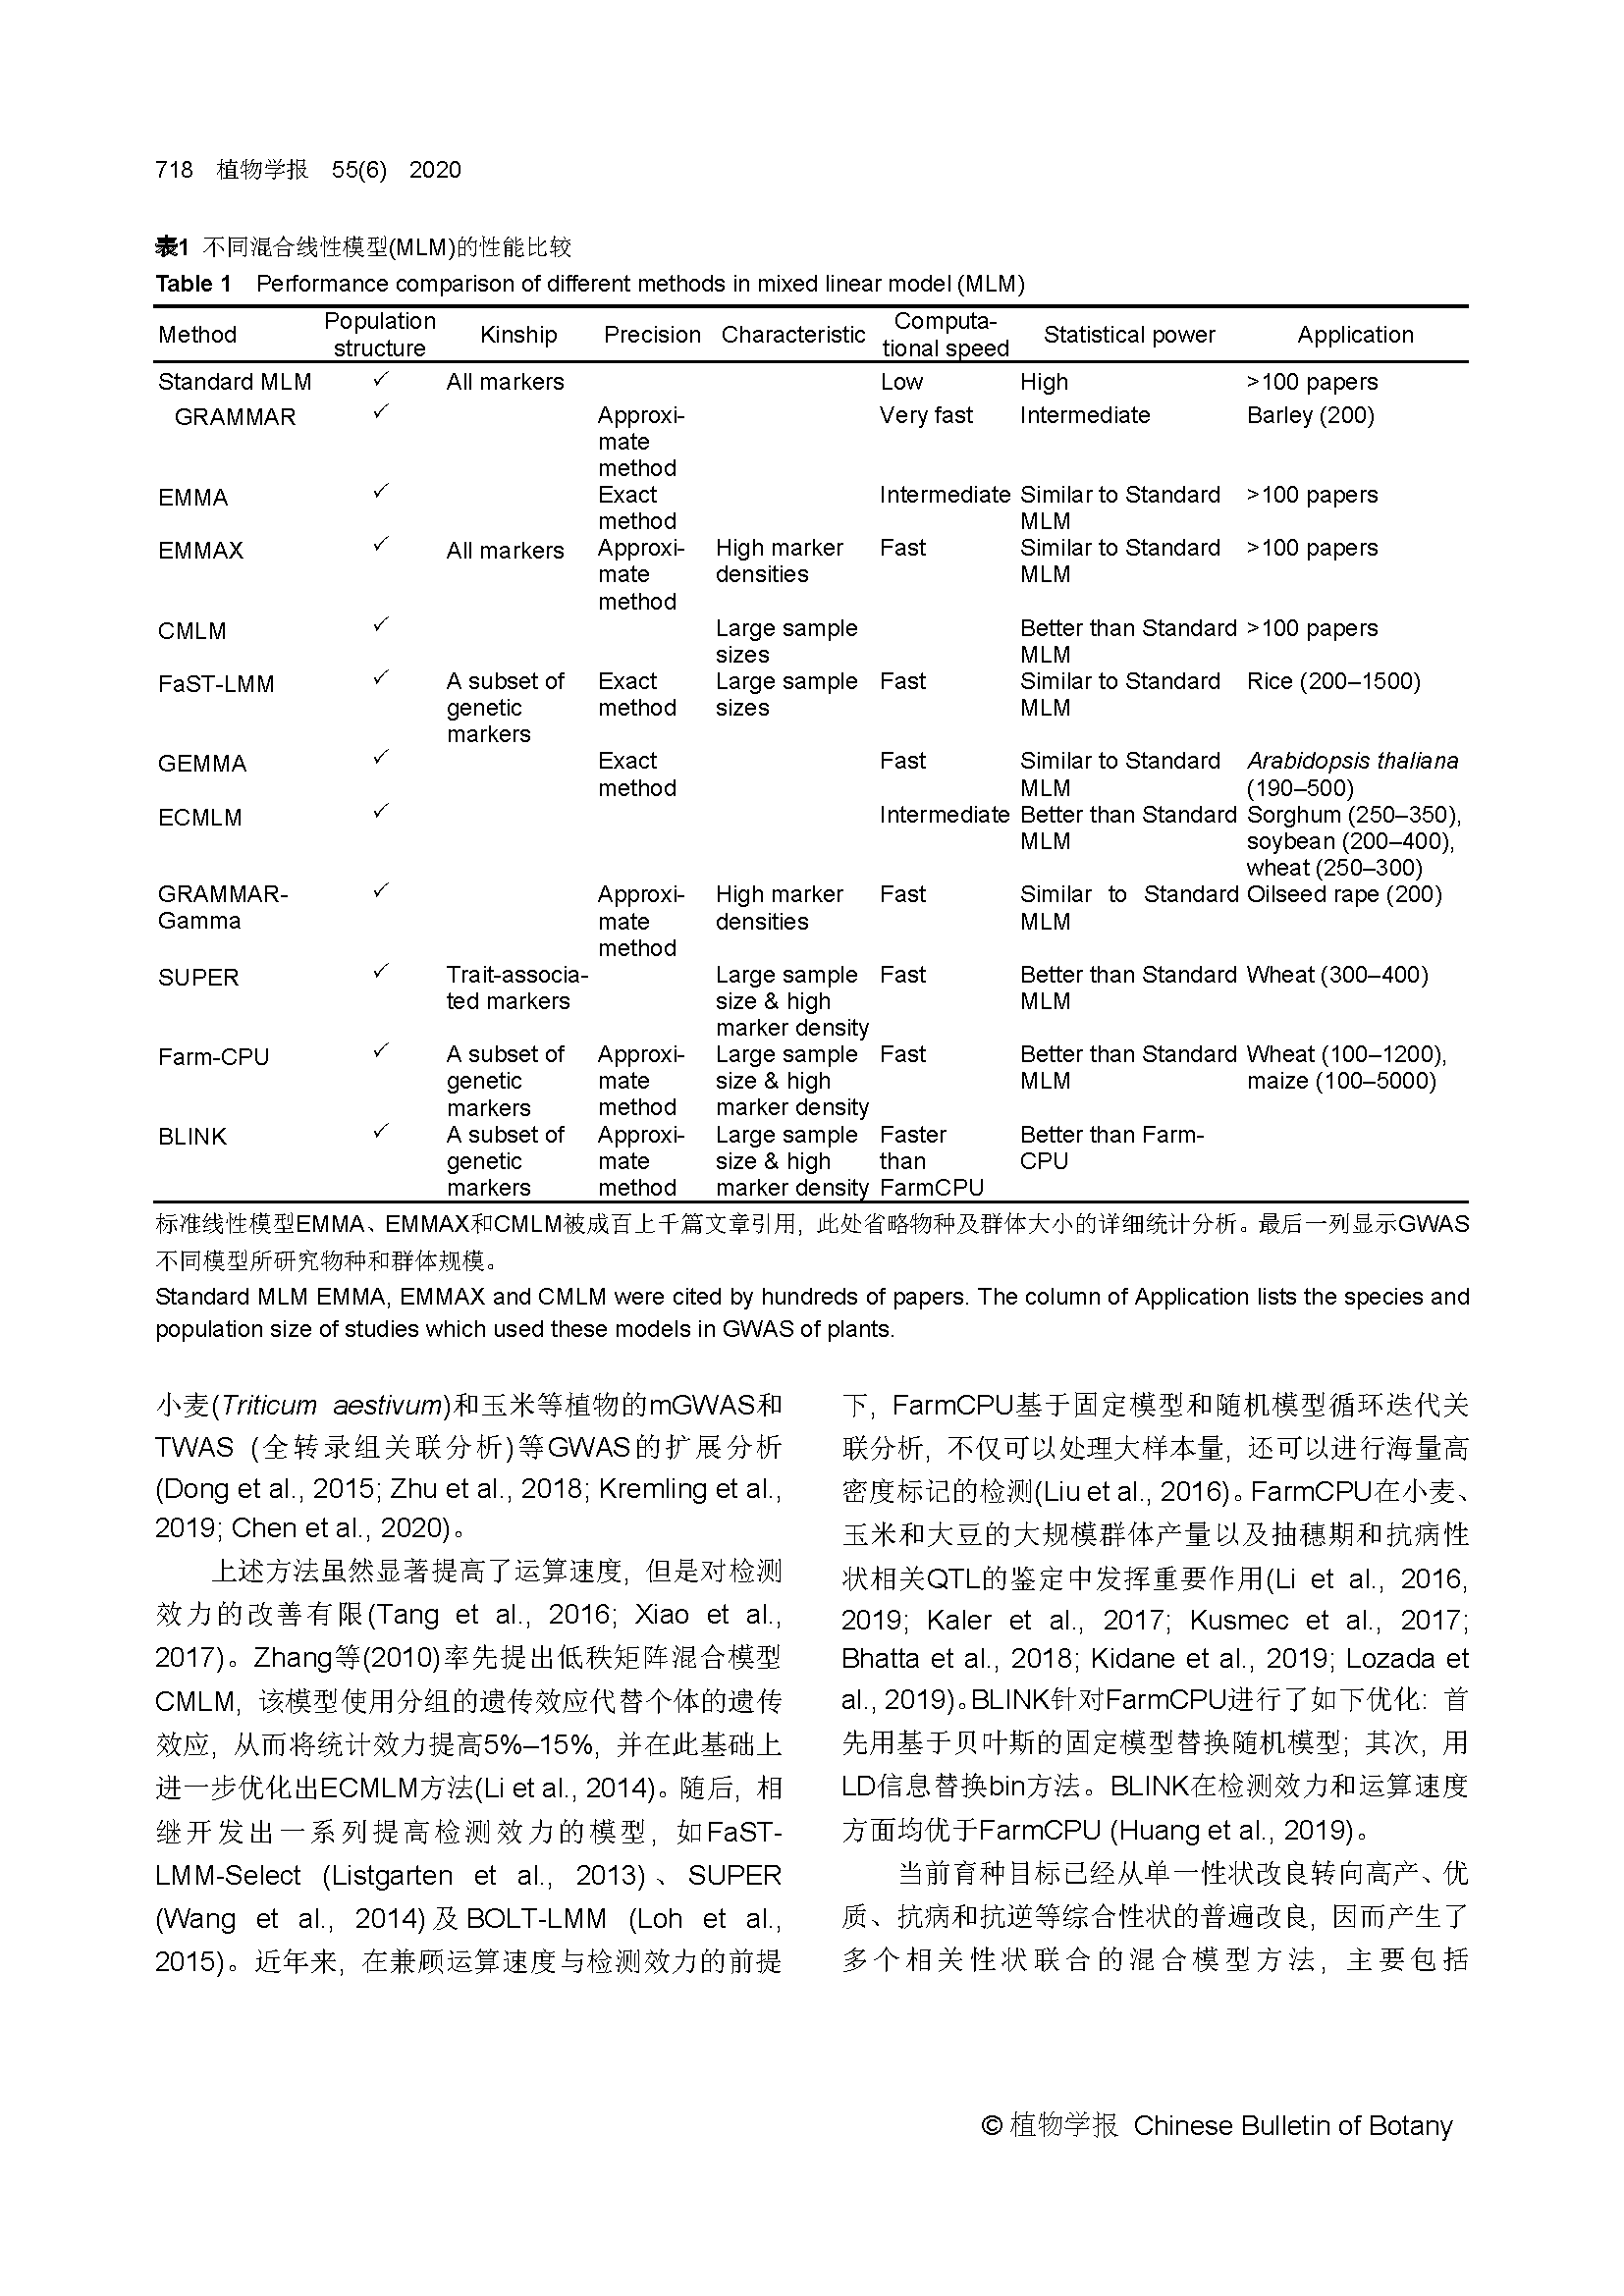 718 植物学报 55(6) 2020
表1 不同混合线性模型(MLM)的性能比较
Table 1 Performance comparison of different methods in mixed linear model (MLM)
Method Population structure Kinship Precision Characteristic Computa-tional speed Statistical power Application
Standard MLM ✓ All markers Low High >100 papers
GRAMMAR ✓ Approxi- Very fast Intermediate Barley (200)
mate
method
EMMA ✓ Exact Intermediate Similar to Standard >100 papers
method MLM
EMMAX ✓ All markers Approxi- High marker Fast Similar to Standard >100 papers
mate densities MLM
method
CMLM ✓ Large sample Better than Standard >100 papers
sizes MLM
FaST-LMM ✓ A subset of Exact Large sample Fast Similar to Standard Rice (200–1500)
genetic method sizes MLM
markers
GEMMA ✓ Exact Fast Similar to Standard Arabidopsis thaliana
method MLM (190–500)
ECMLM ✓ Intermediate Better than Standard Sorghum (250–350),
MLM soybean (200–400),
wheat (250–300)
GRAMMAR- ✓ Approxi- High marker Fast Similar to Standard Oilseed rape (200)
Gamma mate densities MLM
method
SUPER ✓ Trait-associa- Large sample Fast Better than Standard Wheat (300–400)
ted markers size & high MLM
marker density
Farm-CPU ✓ A subset of Approxi- Large sample Fast Better than Standard Wheat (100–1200),
genetic mate size & high MLM maize (100–5000)
markers method marker density
BLINK ✓ A subset of Approxi- Large sample Faster Better than Farm-
genetic mate size & high than CPU
markers method marker density FarmCPU
标准线性模型EMMA、EMMAX和CMLM被成百上千篇文章引用, 此处省略物种及群体大小的详细统计分析。最后一列显示GWAS
不同模型所研究物种和群体规模。
Standard MLM EMMA, EMMAX and CMLM were cited by hundreds of papers. The column of Application lists the species and
population size of studies which used these models in GWAS of plants.
小麦(Triticum aestivum)和玉米等植物的mGWAS和
TWAS (全转录组关联分析)等GWAS的扩展分析
(Dong et al., 2015; Zhu et al., 2018; Kremling et al.,
2019; Chen et al., 2020)。
上述方法虽然显著提高了运算速度, 但是对检测
效力的改善有限(Tang et al., 2016; Xiao et al.,
2017)。Zhang等(2010)率先提出低秩矩阵混合模型
CMLM, 该模型使用分组的遗传效应代替个体的遗传
效应, 从而将统计效力提高5%–15%, 并在此基础上
进一步优化出ECMLM方法(Li et al., 2014)。随后, 相
继开发出一系列提高检测效力的模型, 如FaST-
LMM-Select (Listgarten et al., 2013)、SUPER
(Wang et al., 2014)及BOLT-LMM (Loh et al.,
2015)。近年来, 在兼顾运算速度与检测效力的前提
下, FarmCPU基于固定模型和随机模型循环迭代关
联分析, 不仅可以处理大样本量, 还可以进行海量高
密度标记的检测(Liu et al., 2016)。FarmCPU在小麦、
玉米和大豆的大规模群体产量以及抽穗期和抗病性
状相关QTL的鉴定中发挥重要作用(Li et al., 2016,
2019; Kaler et al., 2017; Kusmec et al., 2017;
Bhatta et al., 2018; Kidane et al., 2019; Lozada et
al., 2019)。BLINK针对FarmCPU进行了如下优化: 首
先用基于贝叶斯的固定模型替换随机模型; 其次, 用
LD信息替换bin方法。BLINK在检测效力和运算速度
方面均优于FarmCPU (Huang et al., 2019)。
当前育种目标已经从单一性状改良转向高产、优
质、抗病和抗逆等综合性状的普遍改良, 因而产生了
多个相关性状联合的混合模型方法, 主要包括
© 植物学报 Chinese Bulletin of Botany